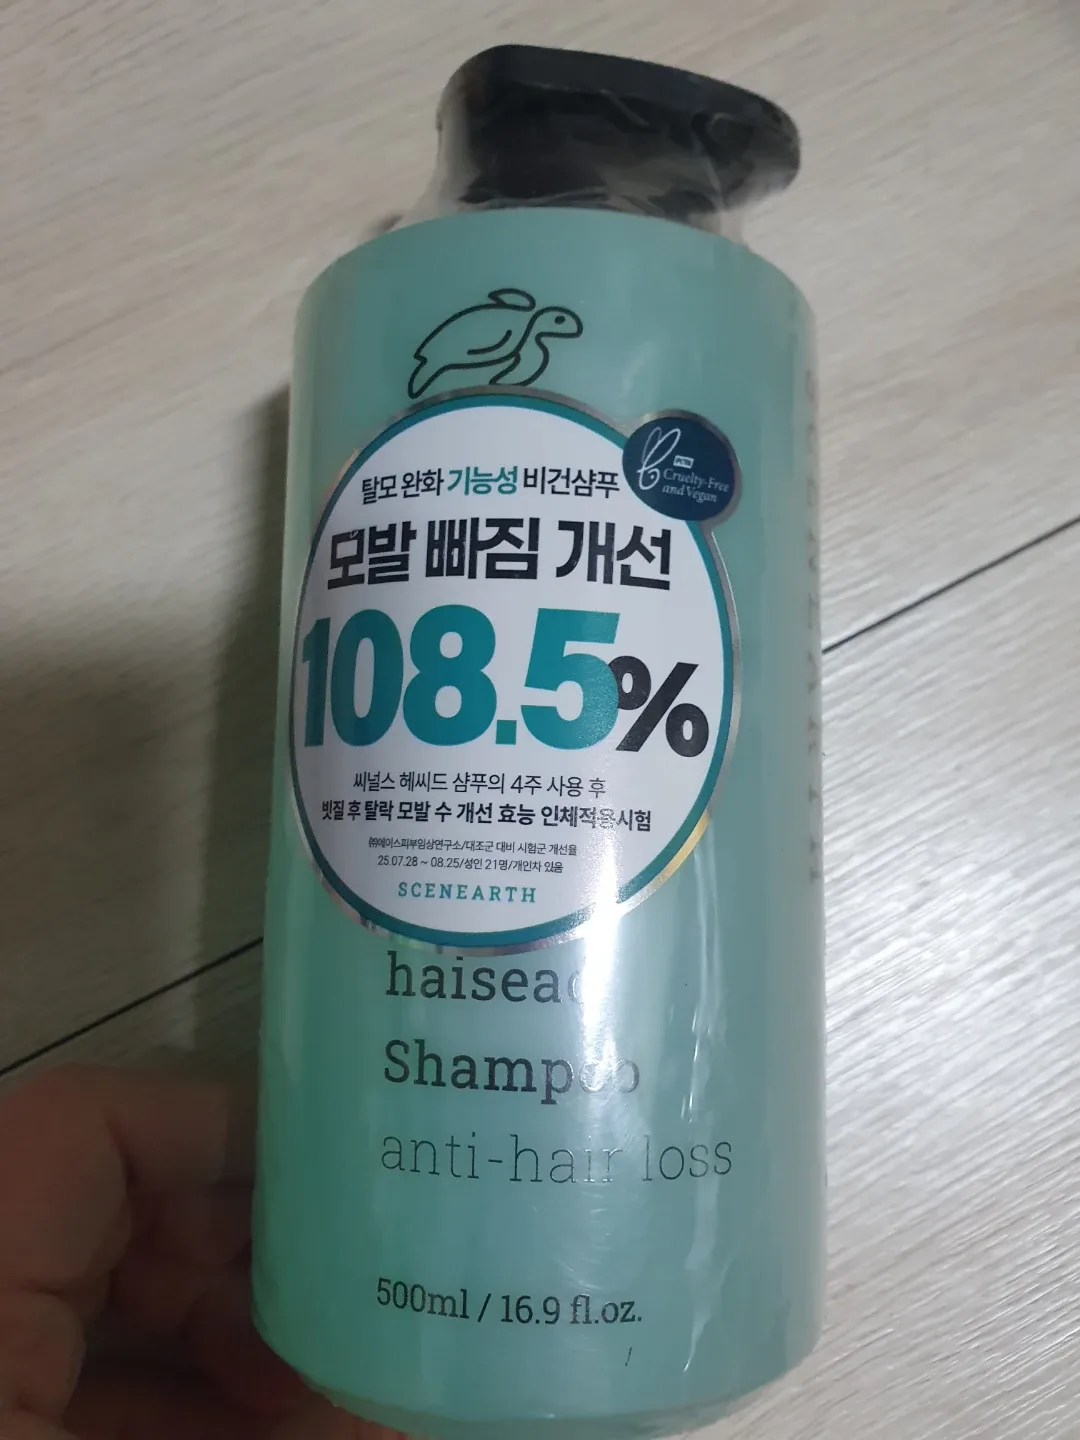 탈모 완화 기능성 비건샴푸
PETA
Cruelty-Free
and Vegan
모발 빠짐 개선
108.5%
씨널스 헤씨드 샴푸의 4주 사용 후
빗질 후 탈락 모발 수 개선 효능 인체적용시험
㈜에이스피부임상연구소/대조군 대비 시험군 개선율
25.07.28 ~ 08.25/성인 21명/개인차 있음
SCENEARTH
haisead
Shampoo
anti-hair loss
500ml / 16.9 fl.oz.